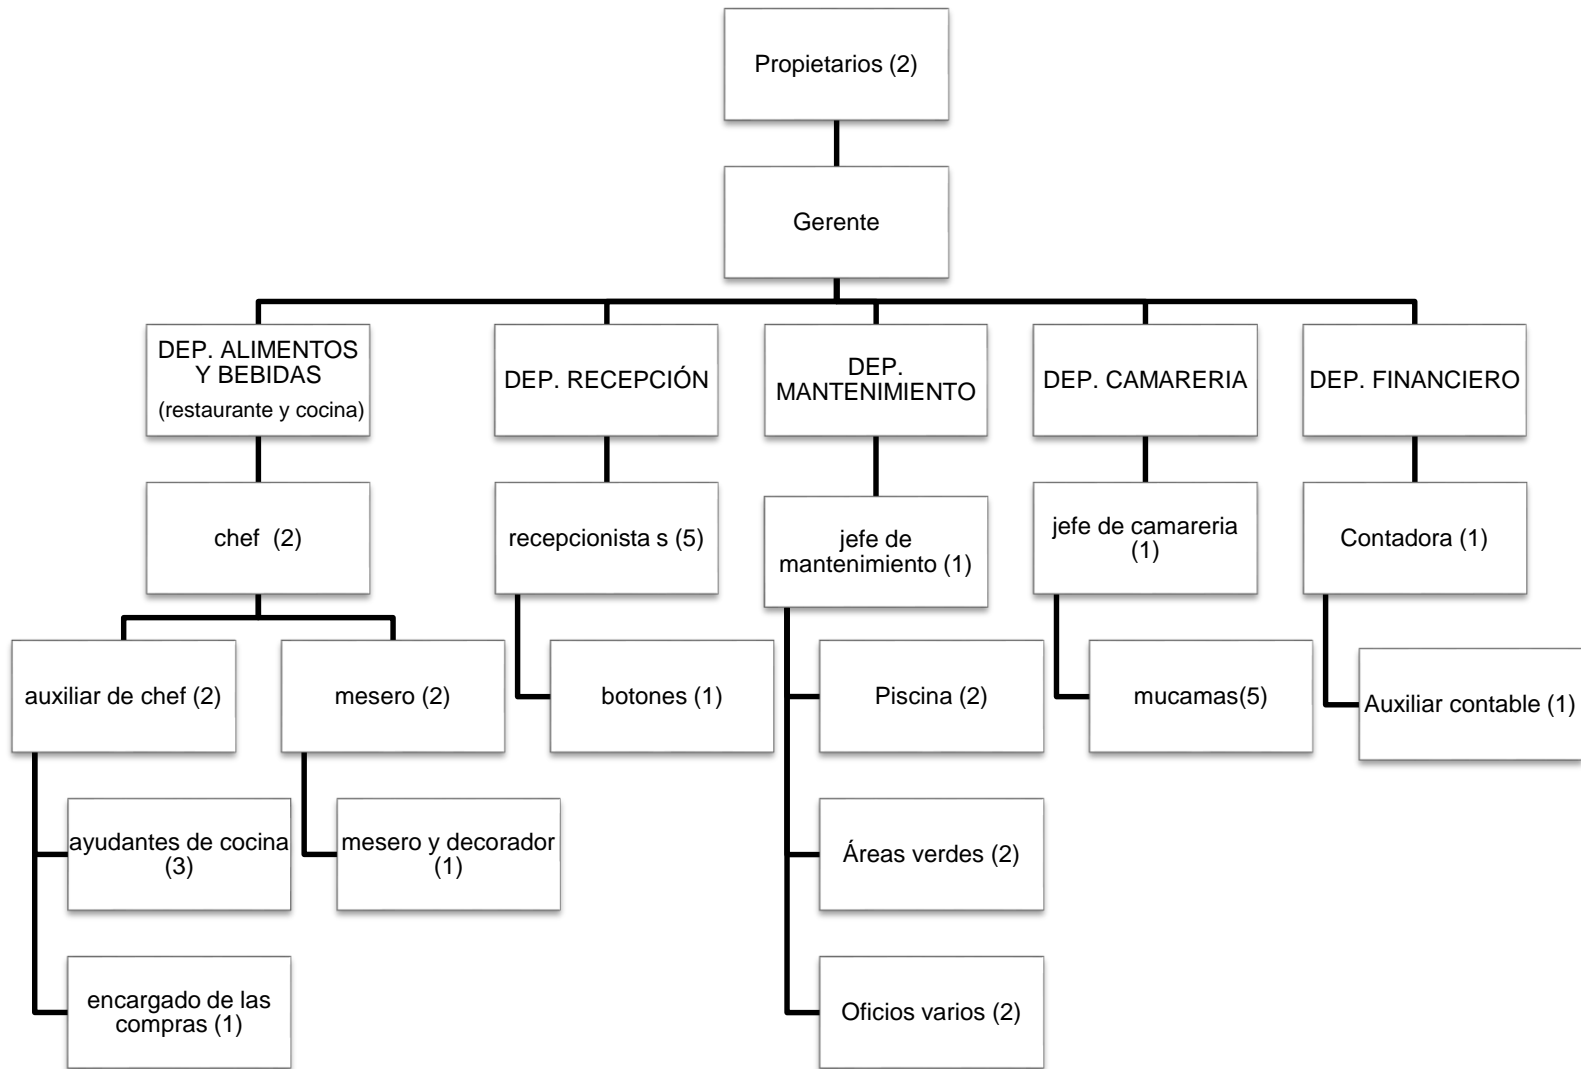 Propietarios (2)
Gerente
DEP. ALIMENTOS
Y BEBIDAS
(restaurante y cocina)
DEP. RECEPCIÓN
DEP.
MANTENIMIENTO
DEP. CAMARERIA
DEP. FINANCIERO
chef (2)
recepcionista s (5)
jefe de
mantenimiento (1)
jefe de camareria
(1)
Contadora (1)
auxiliar de chef (2)
mesero (2)
botones (1)
Piscina (2)
mucamas(5)
Auxiliar contable (1)
ayudantes de cocina
(3)
mesero y decorador
(1)
Áreas verdes (2)
encargado de las
compras (1)
Oficios varios (2)